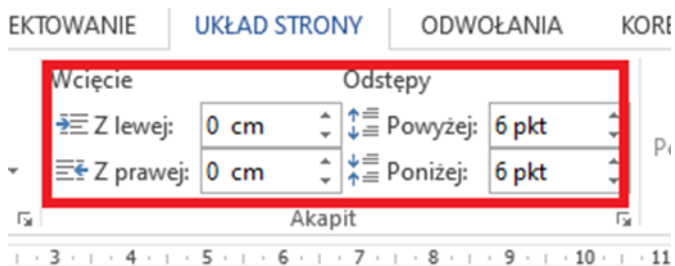 EKTOWANIE UKŁAD STRONY ODWOŁANIA KORE
Wcięcie Odstępy
Z lewej: 0 cm Powyżej: 6 pkt
Z prawej: 0 cm Poniżej: 6 pkt
Akapit
3 4 5 6 7 8 9 10 11